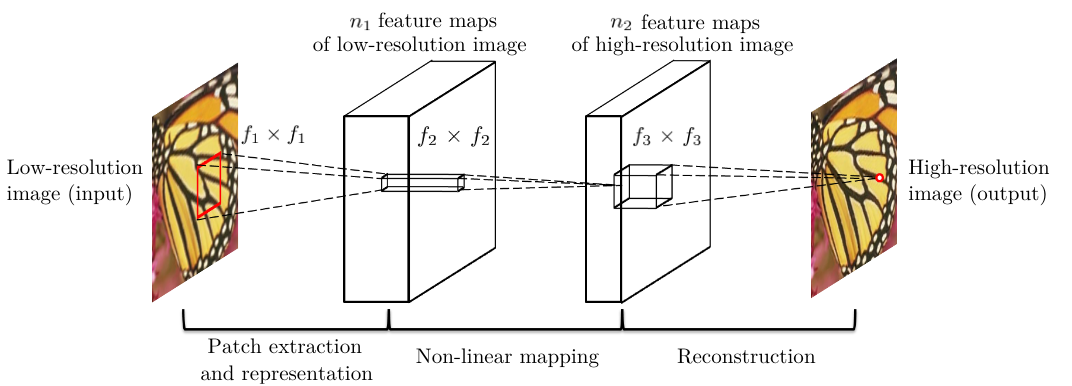 n₁ feature maps
of low-resolution image
n₂ feature maps
of high-resolution image
f₁ × f₁
f₂ × f₂
f₃ × f₃
Low-resolution
image (input)
High-resolution
image (output)
Patch extraction
and representation
Non-linear mapping
Reconstruction